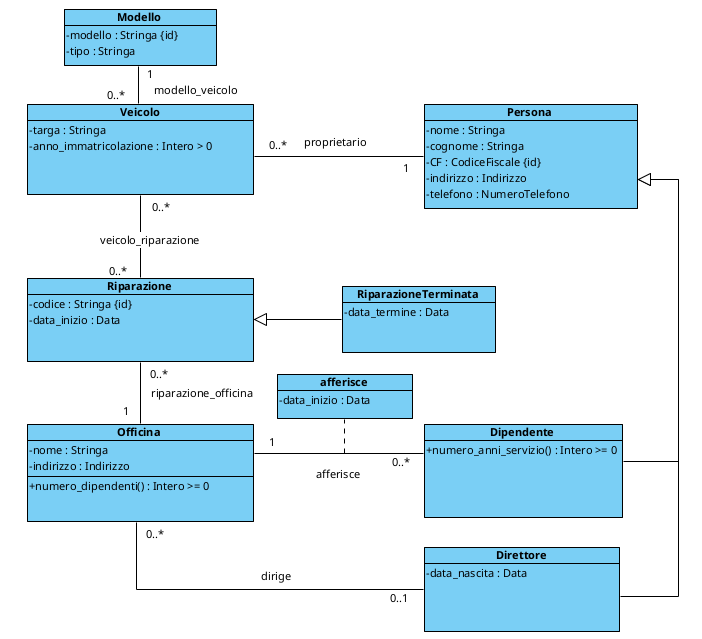 Modello
-modello : Stringa {id}
-tipo : Stringa
1
0..*
modello_veicolo
Veicolo
-targa : Stringa
-anno_immatricolazione : Intero > 0
0..*
proprietario
1
Persona
-nome : Stringa
-cognome : Stringa
-CF : CodiceFiscale {id}
-indirizzo : Indirizzo
-telefono : NumeroTelefono
0..*
veicolo_riparazione
0..*
Riparazione
-codice : Stringa {id}
-data_inizio : Data
RiparazioneTerminata
-data_termine : Data
0..*
riparazione_officina
1
afferisce
-data_inizio : Data
Officina
-nome : Stringa
-indirizzo : Indirizzo
+numero_dipendenti() : Intero >= 0
1
0..*
afferisce
Dipendente
+numero_anni_servizio() : Intero >= 0
0..*
dirige
0..1
Direttore
-data_nascita : Data